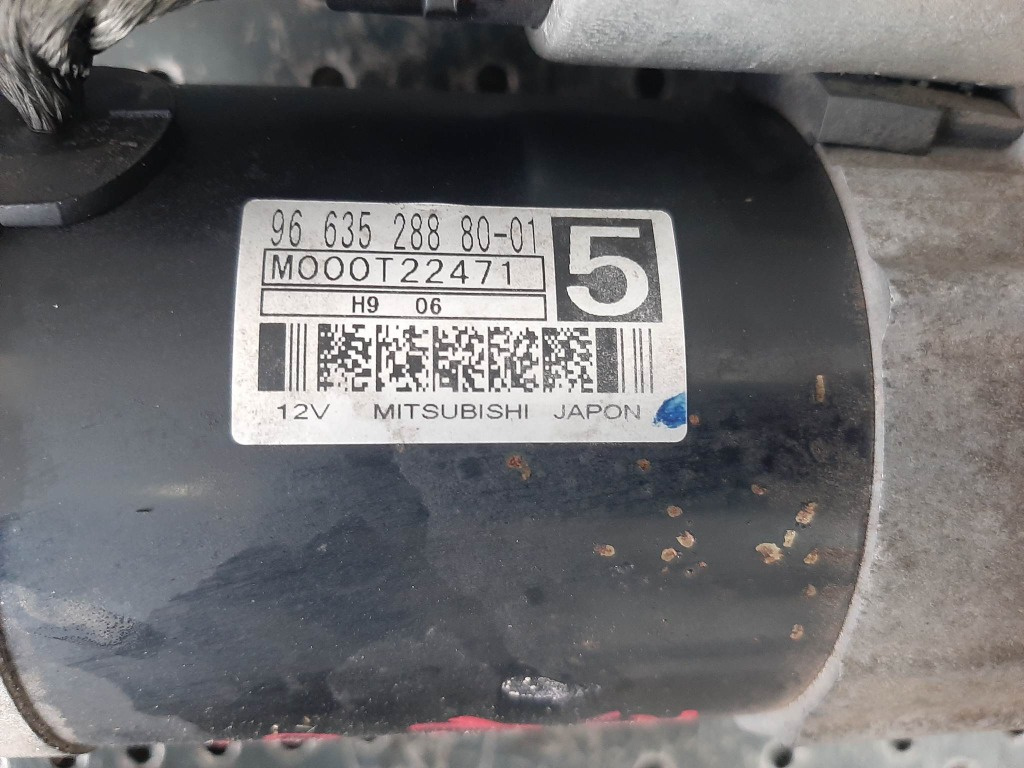 96 635 288 80-01
5
M000T22471
H9 06
12V MITSUBISHI JAPON